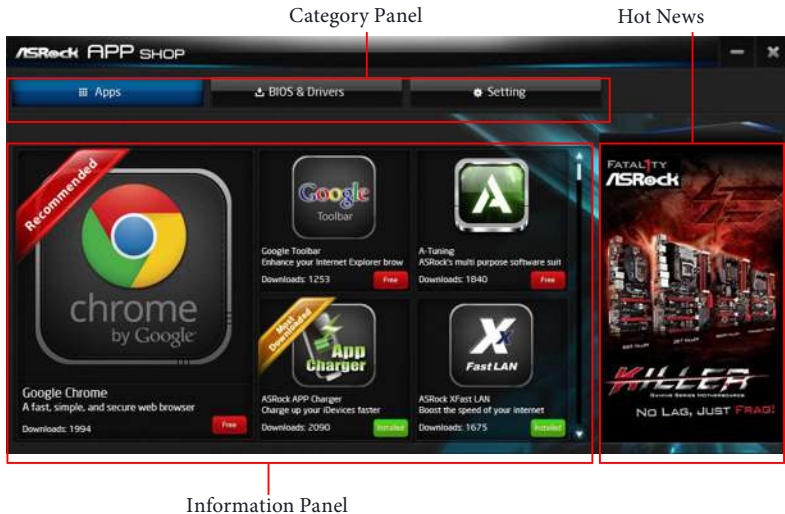 Category Panel
Hot News
ASRock APP SHOP
Apps
BIOS & Drivers
Setting
Recommended
chrome
by Google
Google Chrome
A fast, simple, and secure web browser
Downloads: 1994
Free
Google
Toolbar
Google Toolbar
Enhance your Internet Explorer brow
Downloads: 1253
Free
A-Tuning
ASRock's multi purpose software suit
Downloads: 1840
Free
Most
Downloaded
App
Charger
ASRock APP Charger
Charge up your iDevices faster
Downloads: 2090
Installed
Fast LAN
ASRock XFast LAN
Boost the speed of your internet
Downloads: 1675
Installed
FATAL1TY
ASRock
KILLER
GAMING SERIES MOTHERBOARDS
NO LAG, JUST FRAG!
Information Panel